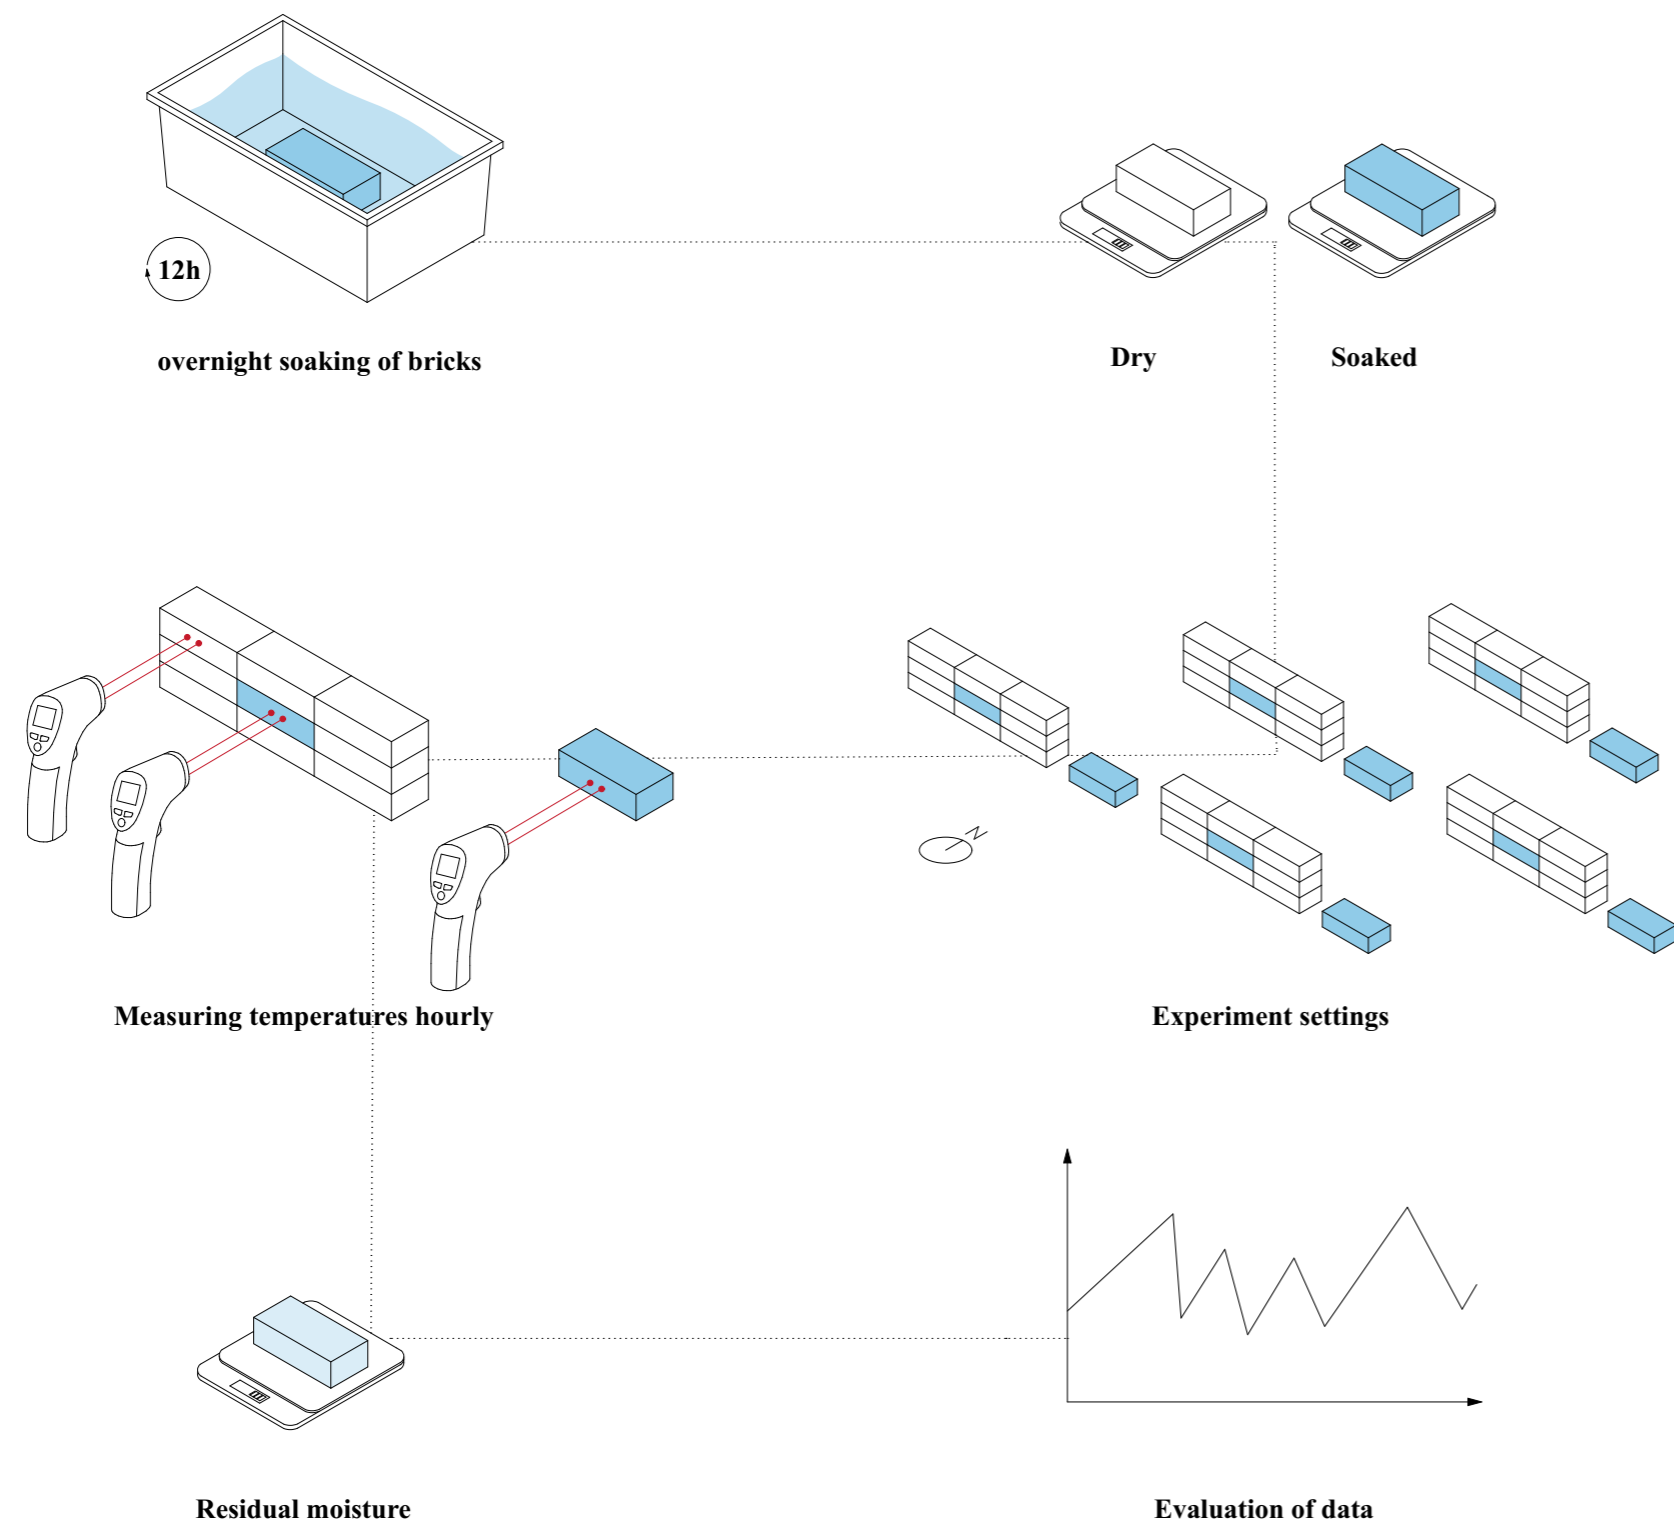 12h
overnight soaking of bricks
Dry
Soaked
N
Measuring temperatures hourly
Experiment settings
Residual moisture
Evaluation of data